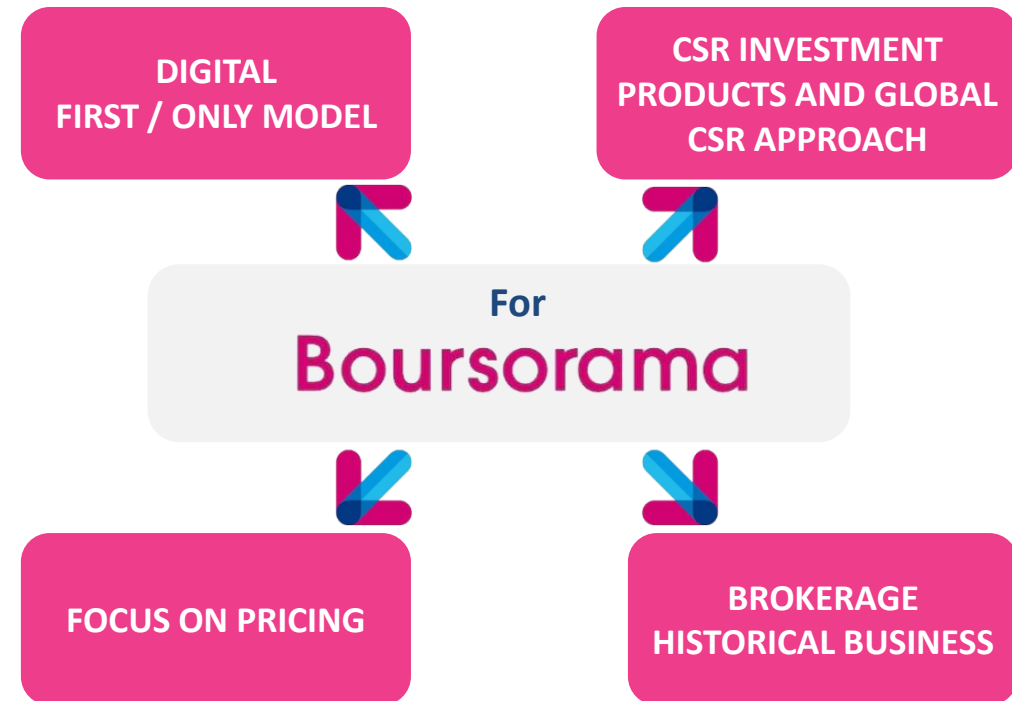 DIGITAL
FIRST / ONLY MODEL
CSR INVESTMENT
PRODUCTS AND GLOBAL
CSR APPROACH
For
Boursorama
FOCUS ON PRICING
BROKERAGE
HISTORICAL BUSINESS